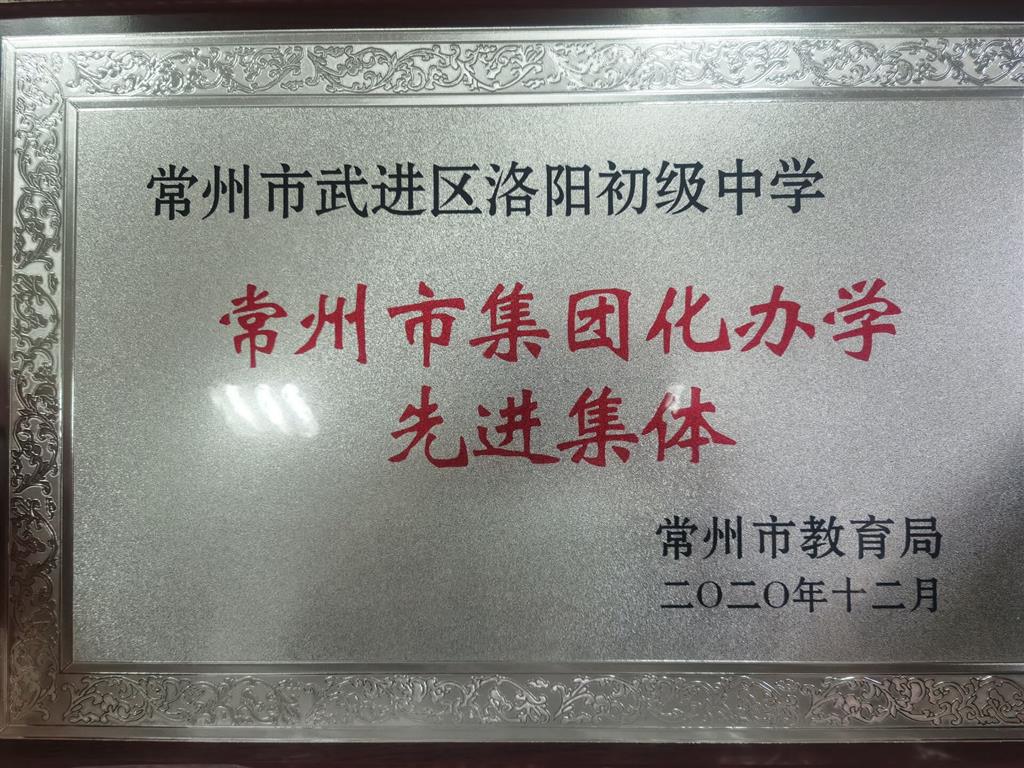 常州市武进区洛阳初级中学
常州市集团化办学
先进集体
常州市教育局
二〇二〇年十二月